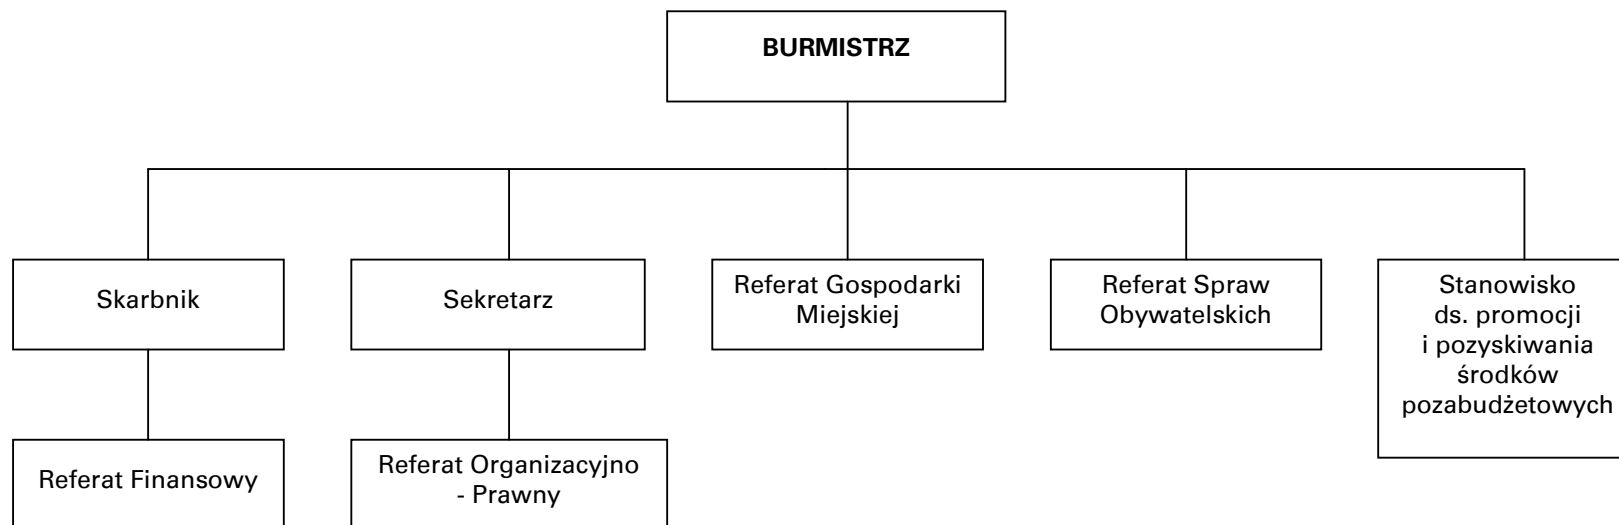 BURMISTRZ
Skarbnik
Sekretarz
Referat Gospodarki
Miejskiej
Referat Spraw
Obywatelskich
Stanowisko
ds. promocji
i pozyskiwania
środków
pozabudżetowych
Referat Finansowy
Referat Organizacyjno
- Prawny